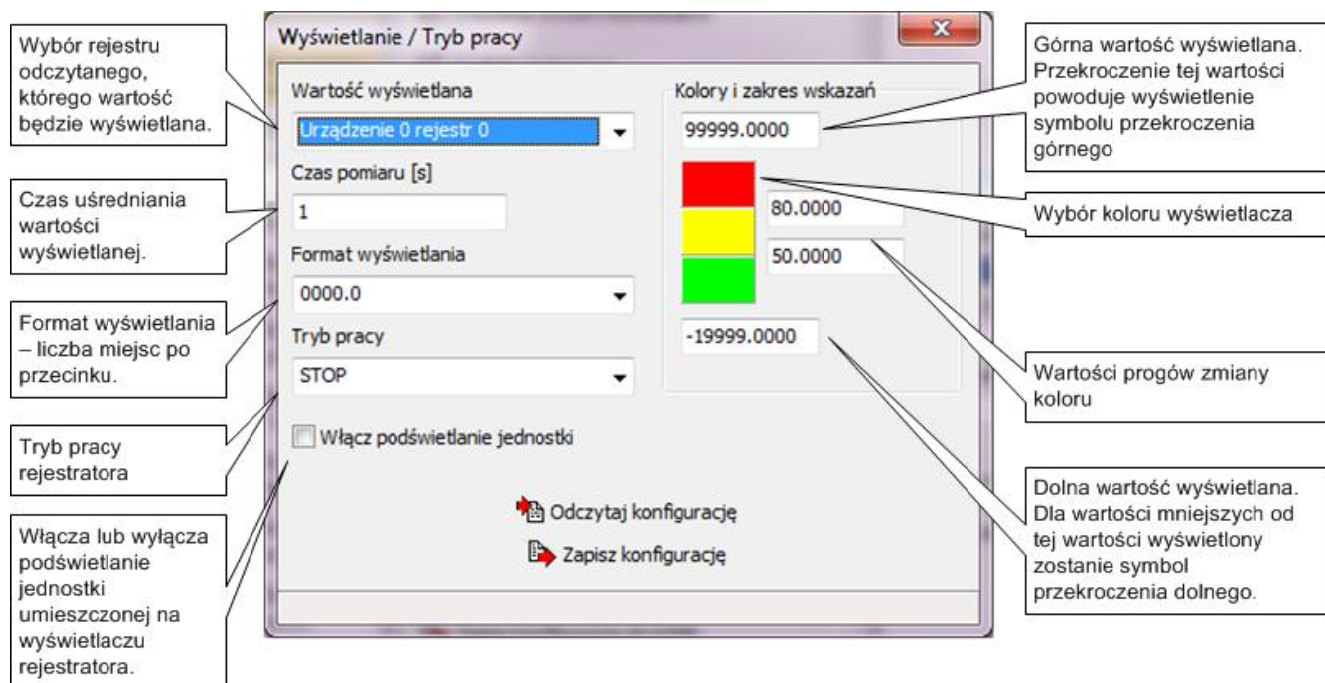 Wybór rejestru
odczytanego,
którego wartość
będzie wyświetlana.
Czas uśredniania
wartości
wyświetlanej.
Format wyświetlania
– liczba miejsc po
przecinku.
Tryb pracy
rejestratora
Włącza lub wyłącza
podświetlanie
jednostki
umieszczonej na
wyświetlaczu
rejestratora.
Wyświetlanie / Tryb pracy
Wartość wyświetlana
Urządzenie 0 rejestr 0
Czas pomiaru [s]
1
Format wyświetlania
0000.0
Tryb pracy
STOP
Włącz podświetlanie jednostki
Kolory i zakres wskazań
99999.0000
80.0000
50.0000
-19999.0000
Odczytaj konfigurację
Zapisz konfigurację
Górna wartość wyświetlana.
Przekroczenie tej wartości
powoduje wyświetlenie
symbolu przekroczenia
górnego
Wybór koloru wyświetlacza
Wartości progów zmiany
koloru
Dolna wartość wyświetlana.
Dla wartości mniejszych od
tej wartości wyświetlony
zostanie symbol
przekroczenia dolnego.